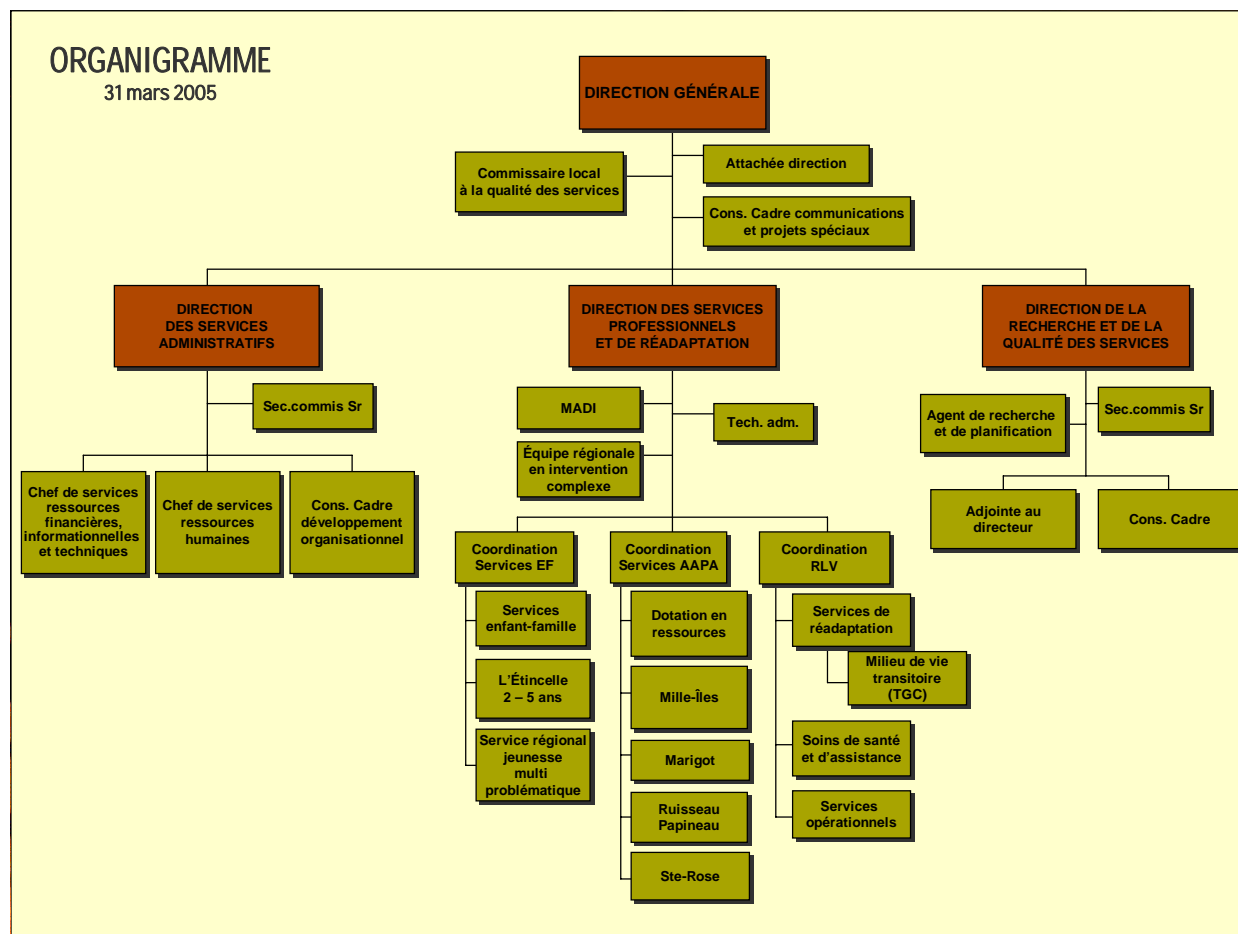 ORGANIGRAMME
31 mars 2005
DIRECTION GÉNÉRALE
Commissaire local
à la qualité des services
Attachée direction
Cons. Cadre communications
et projets spéciaux
DIRECTION
DES SERVICES
ADMINISTRATIFS
DIRECTION DES SERVICES
PROFESSIONNELS
ET DE RÉADAPTATION
DIRECTION DE LA
RECHERCHE ET DE LA
QUALITÉ DES SERVICES
Sec.commis Sr
Chef de services
ressources
financières,
informationnelles
et techniques
Chef de services
ressources
humaines
Cons. Cadre
développement
organisationnel
MADI
Tech. adm.
Équipe régionale
en intervention
complexe
Agent de recherche
et de planification
Sec.commis Sr
Adjointe au
directeur
Cons. Cadre
Coordination
Services EF
Services
enfant-famille
L'Étincelle
2 – 5 ans
Service régional
jeunesse
multi
problématique
Coordination
Services AAPA
Dotation en
ressources
Mille-Îles
Marigot
Ruisseau
Papineau
Ste-Rose
Coordination
RLV
Services de
réadaptation
Milieu de vie
transitoire
(TGC)
Soins de santé
et d'assistance
Services
opérationnels